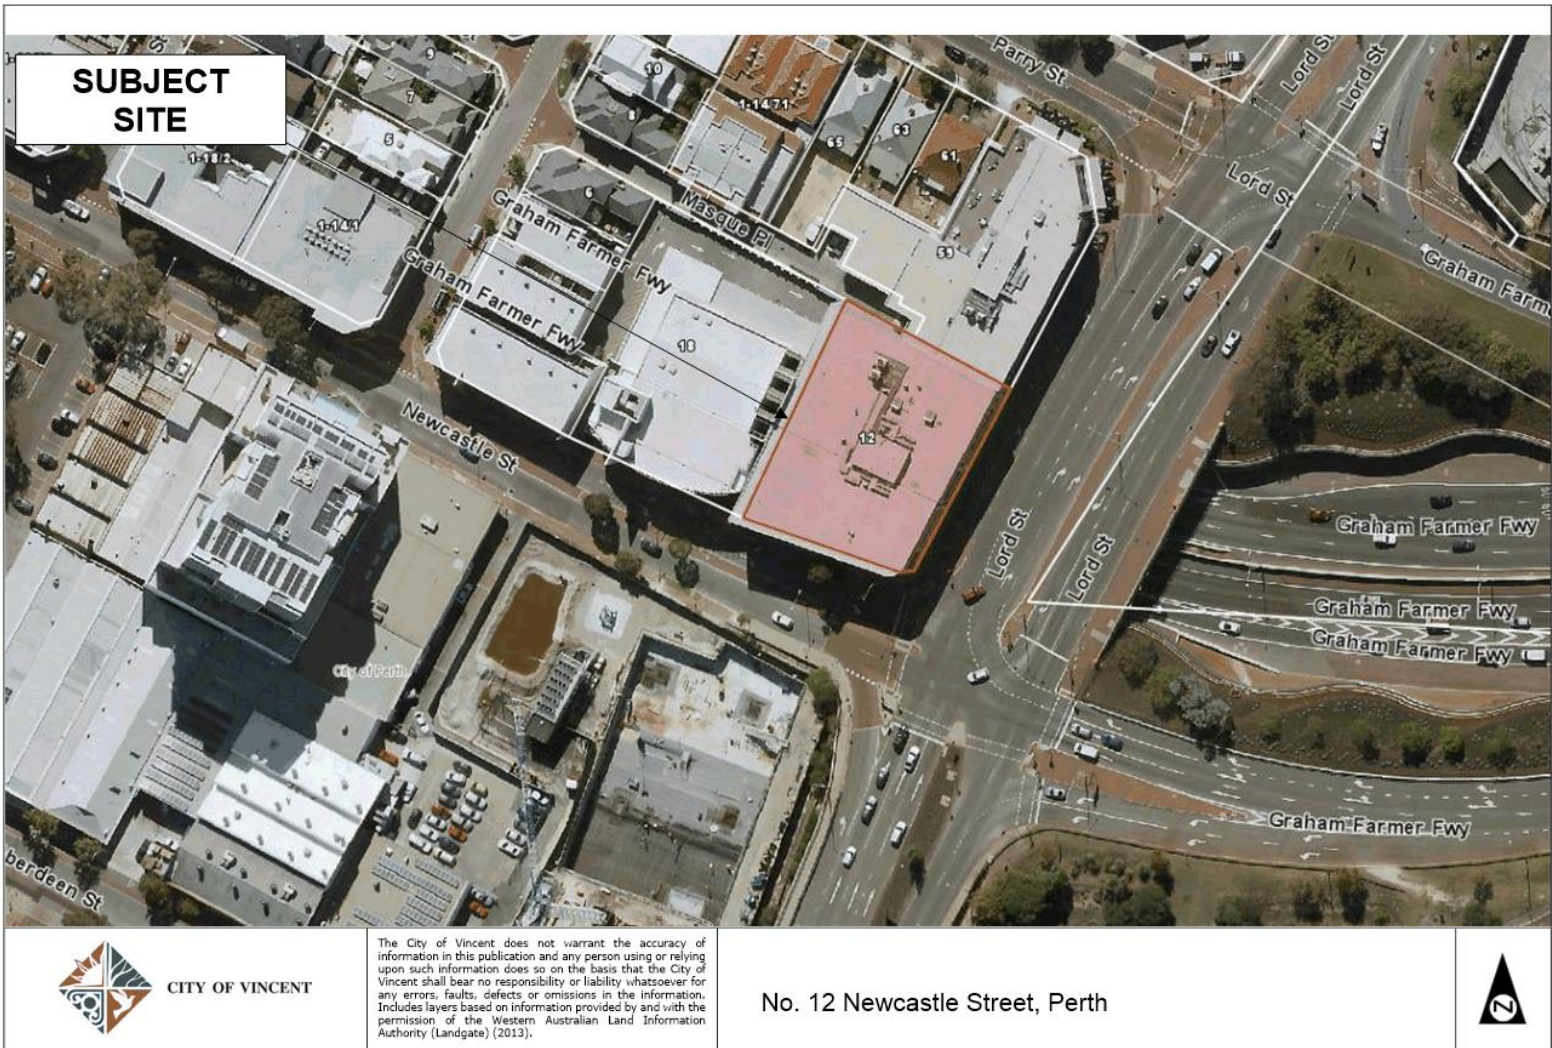 SUBJECT
SITE
St
9
7
5
1-18/2
1-14/1
10
8
6
1-14 71
65
63
61
53
Parry St
Lord St
Lord St
Lord St
Masque Pl
Graham Farmer Fwy
Graham Farmer Fwy
Graham Farm
18
12
Newcastle St
Lord St
Lord St
Graham Farmer Fwy
Graham Farmer Fwy
Graham Farmer Fwy
Graham Farmer Fwy
City of Perth
berdeen St
CITY OF VINCENT
The City of Vincent does not warrant the accuracy of
information in this publication and any person using or relying
upon such information does so on the basis that the City of
Vincent shall bear no responsibility or liability whatsoever for
any errors, faults, defects or omissions in the information.
Includes layers based on information provided by and with the
permission of the Western Australian Land Information
Authority (Landgate) (2013).
No. 12 Newcastle Street, Perth
N